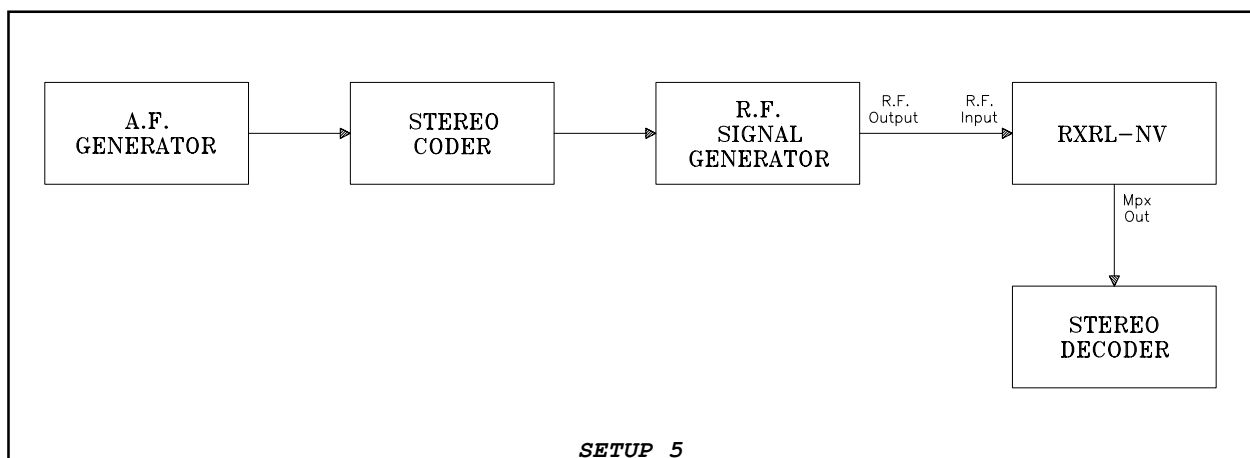 A.F.
GENERATOR
STEREO
CODER
R.F.
SIGNAL
GENERATOR
R.F.
Output
R.F.
Input
RXRL-NV
Mpx
Out
STEREO
DECODER
SETUP 5